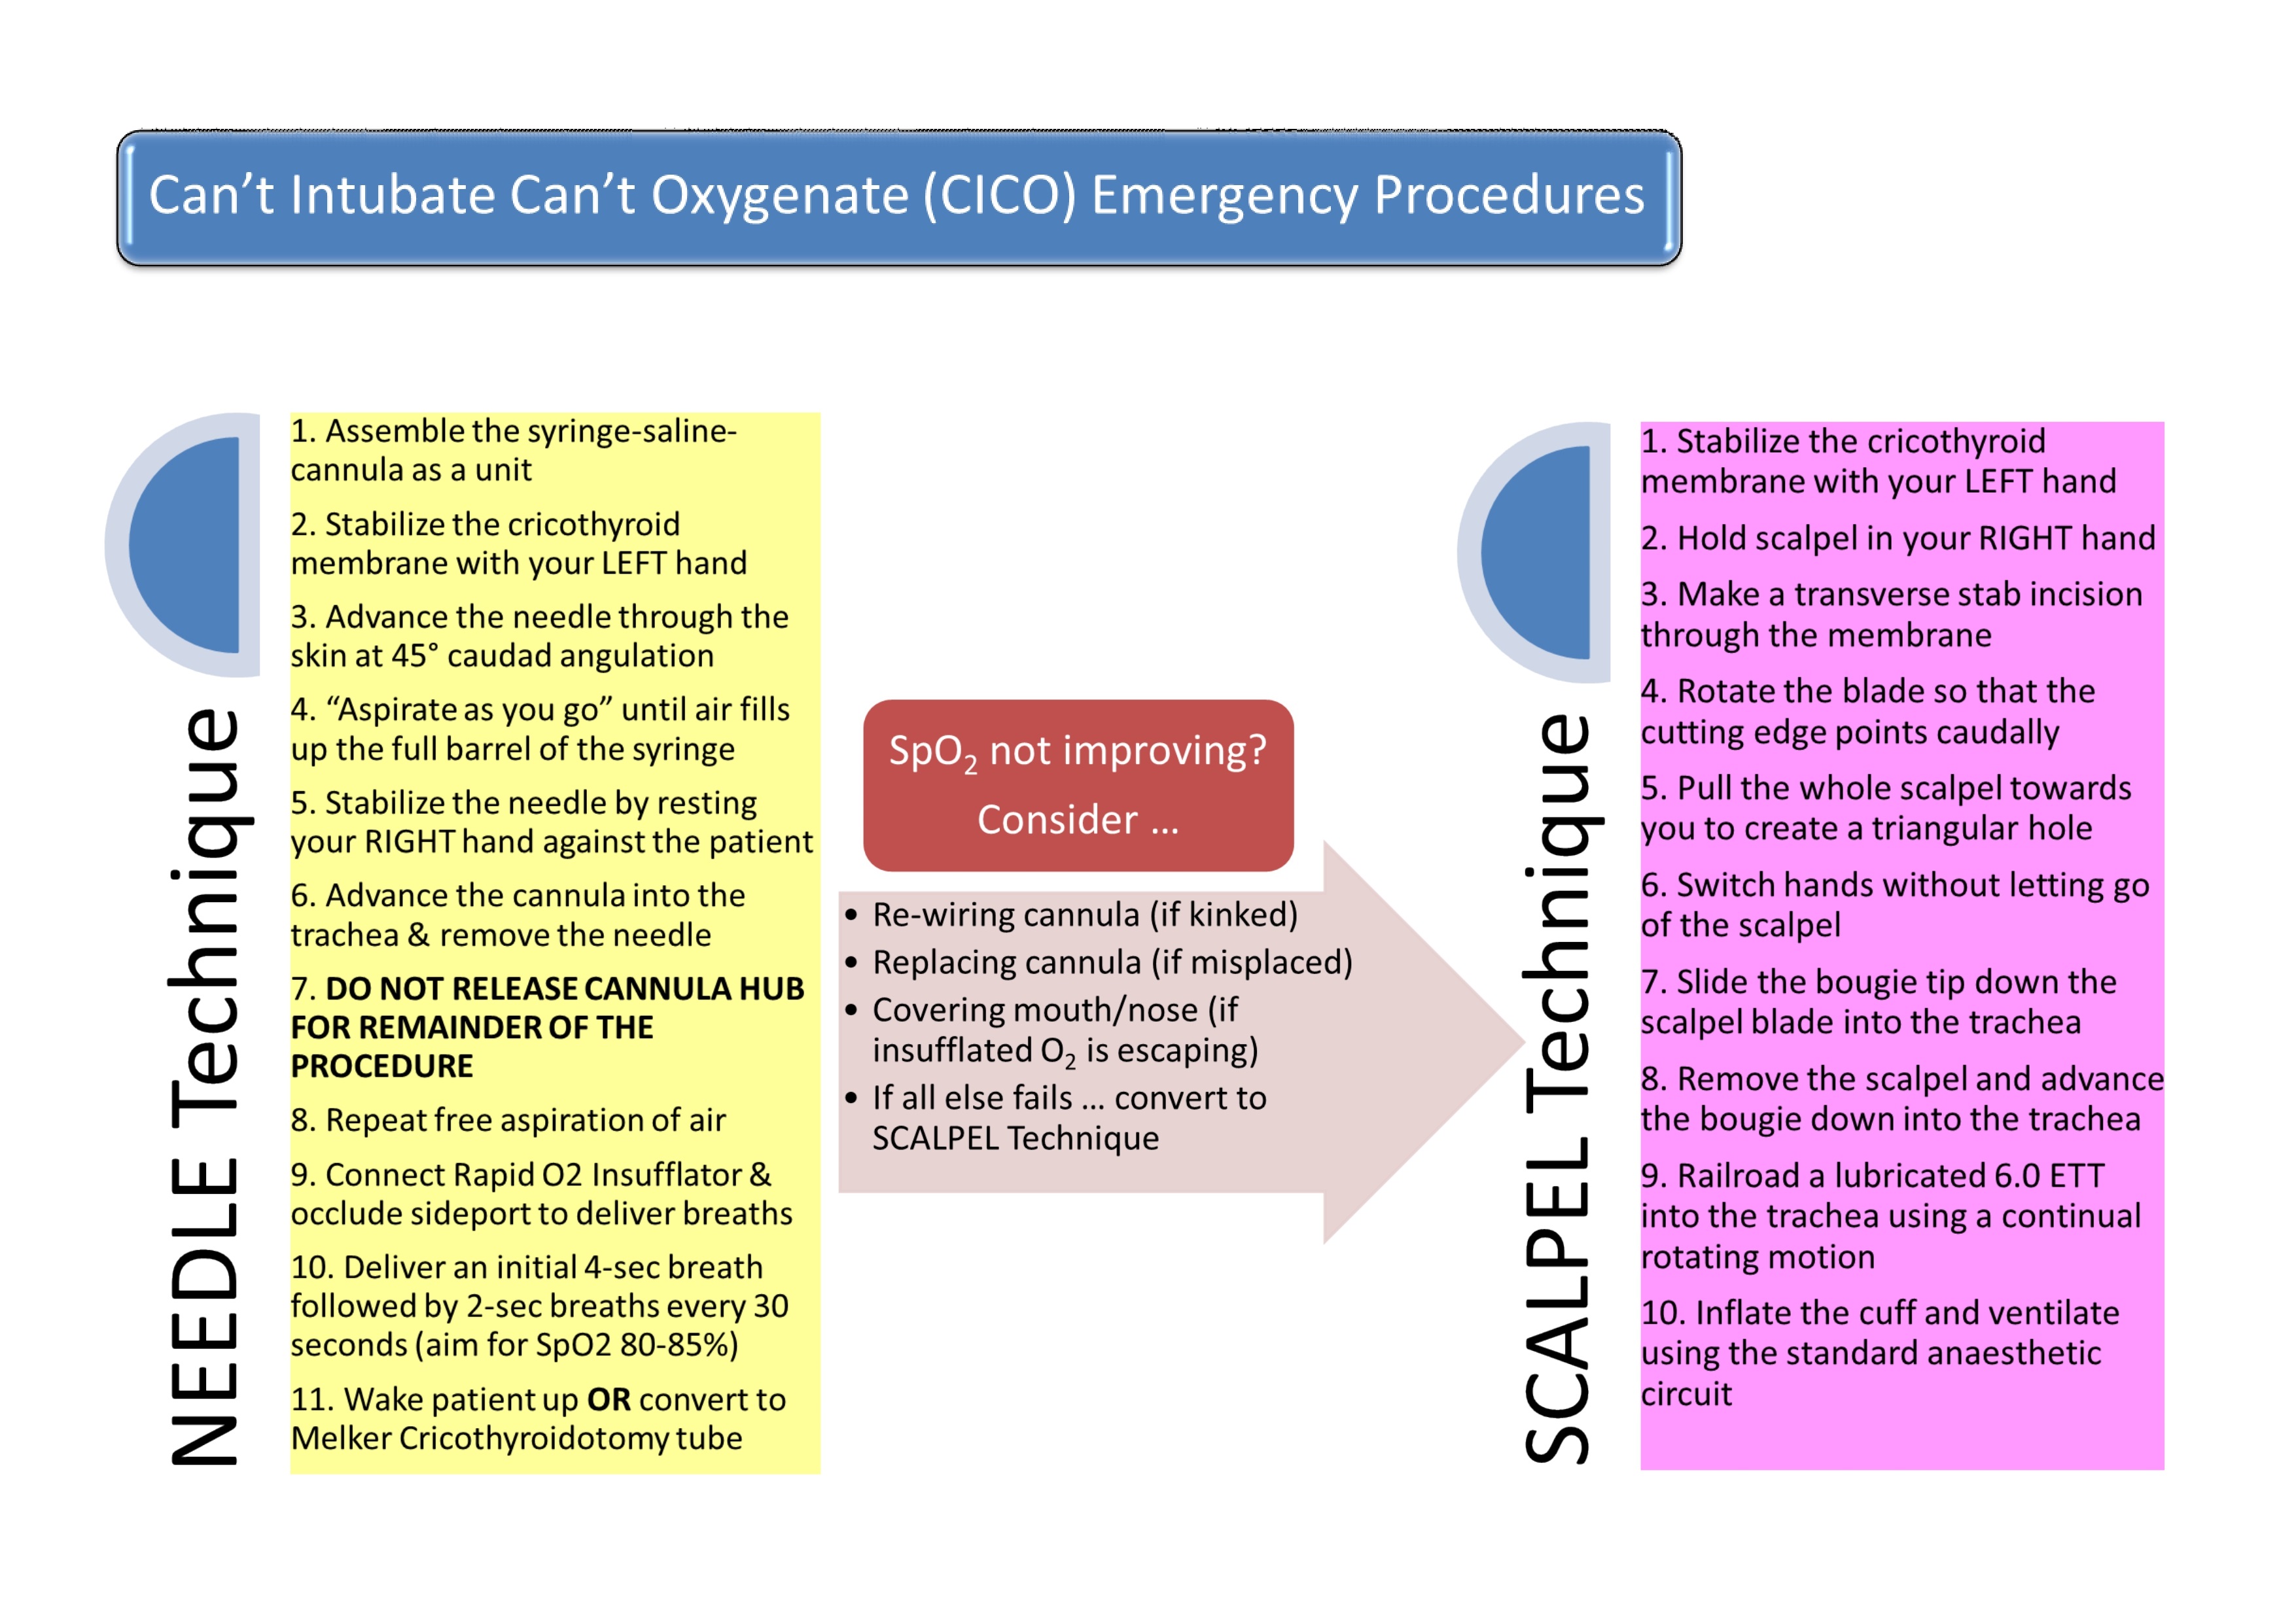 Can’t Intubate Can’t Oxygenate (CICO) Emergency Procedures
NEEDLE Technique
1. Assemble the syringe-saline-
cannula as a unit
2. Stabilize the cricothyroid
membrane with your LEFT hand
3. Advance the needle through the
skin at 45° caudad angulation
4. “Aspirate as you go” until air fills
up the full barrel of the syringe
5. Stabilize the needle by resting
your RIGHT hand against the patient
6. Advance the cannula into the
trachea & remove the needle
7. DO NOT RELEASE CANNULA HUB
FOR REMAINDER OF THE
PROCEDURE
8. Repeat free aspiration of air
9. Connect Rapid O2 Insufflator &
occlude sideport to deliver breaths
10. Deliver an initial 4-sec breath
followed by 2-sec breaths every 30
seconds (aim for SpO2 80-85%)
11. Wake patient up OR convert to
Melker Cricothyroidotomy tube
SpO₂ not improving?
Consider ...
• Re-wiring cannula (if kinked)
• Replacing cannula (if misplaced)
• Covering mouth/nose (if
insufflated O₂ is escaping)
• If all else fails ... convert to
SCALPEL Technique
SCALPEL Technique
1. Stabilize the cricothyroid
membrane with your LEFT hand
2. Hold scalpel in your RIGHT hand
3. Make a transverse stab incision
through the membrane
4. Rotate the blade so that the
cutting edge points caudally
5. Pull the whole scalpel towards
you to create a triangular hole
6. Switch hands without letting go
of the scalpel
7. Slide the bougie tip down the
scalpel blade into the trachea
8. Remove the scalpel and advance
the bougie down into the trachea
9. Railroad a lubricated 6.0 ETT
into the trachea using a continual
rotating motion
10. Inflate the cuff and ventilate
using the standard anaesthetic
circuit